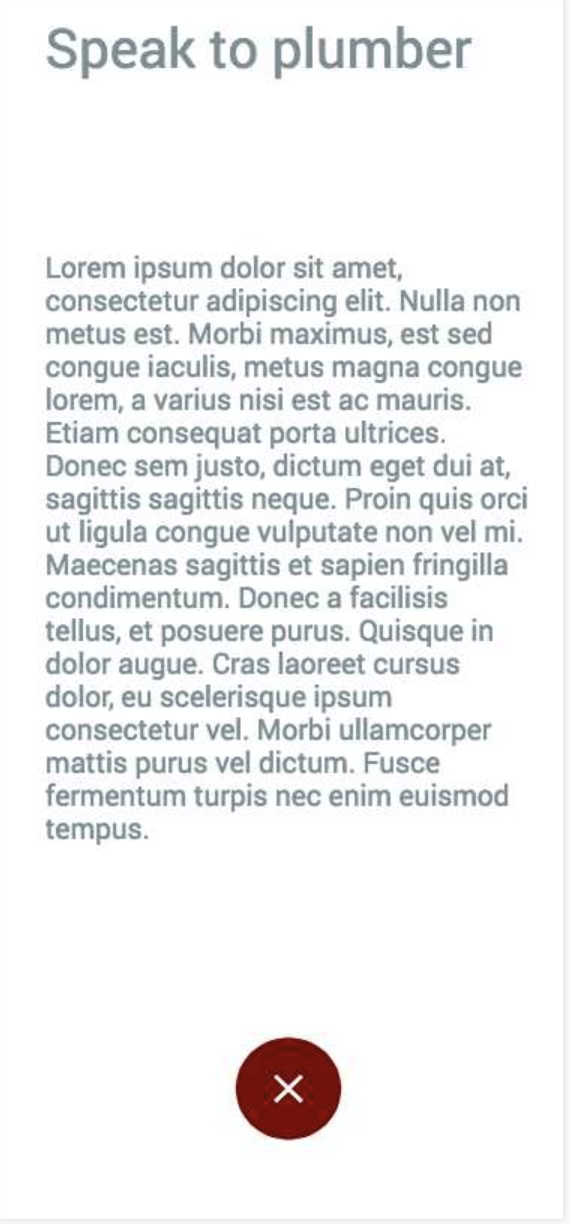 Speak to plumber
Lorem ipsum dolor sit amet,
consectetur adipiscing elit. Nulla non
metus est. Morbi maximus, est sed
congue iaculis, metus magna congue
lorem, a varius nisi est ac mauris.
Etiam consequat porta ultrices.
Donec sem justo, dictum eget dui at,
sagittis sagittis neque. Proin quis orci
ut ligula congue vulputate non vel mi.
Maecenas sagittis et sapien fringilla
condimentum. Donec a facilisis
tellus, et posuere purus. Quisque in
dolor augue. Cras laoreet cursus
dolor, eu scelerisque ipsum
consectetur vel. Morbi ullamcorper
mattis purus vel dictum. Fusce
fermentum turpis nec enim euismod
tempus.